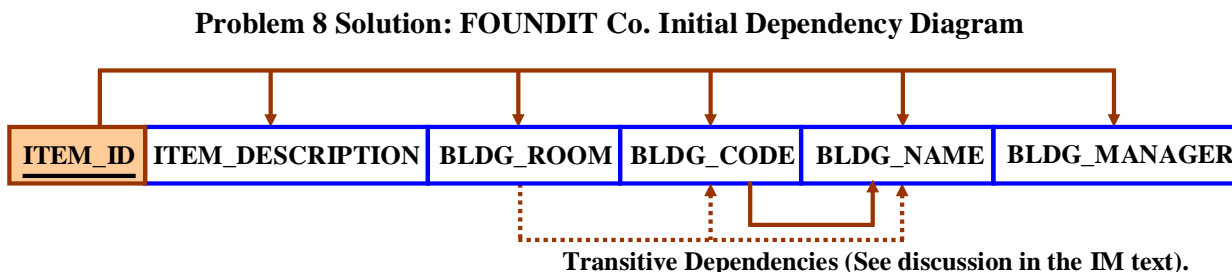 Problem 8 Solution: FOUNDIT Co. Initial Dependency Diagram
ITEM_ID ITEM_DESCRIPTION BLDG_ROOM BLDG_CODE BLDG_NAME BLDG_MANAGER
Transitive Dependencies (See discussion in the IM text).